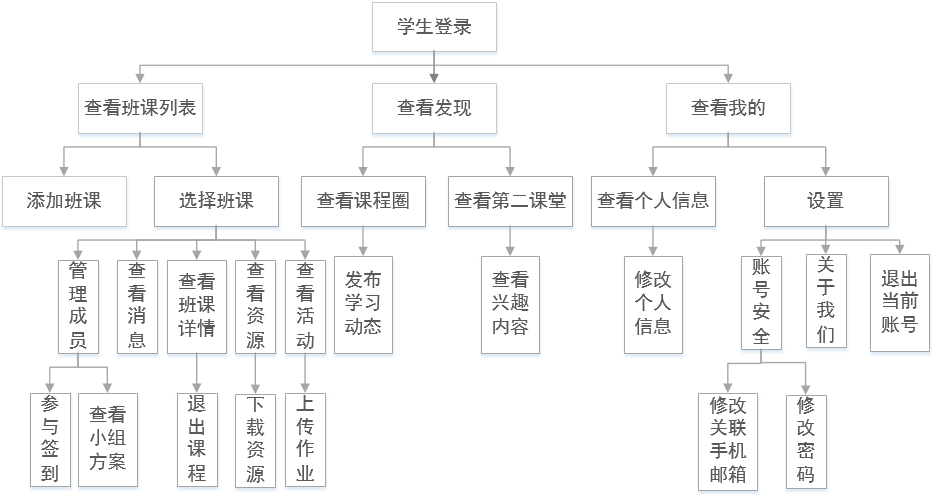 学生登录
查看班课列表
查看发现
查看我的
添加班课
选择班课
查看课程圈
查看第二课堂
查看个人信息
设置
管理成员
查看消息
查看
班课
详情
查看资源
查看活动
发布
学习
动态
查看
兴趣
内容
修改
个人
信息
账号安全
关于我们
退出
当前
账号
参与签到
查看
小组
方案
退出课程
下载资源
上传作业
修改
关联
手机
邮箱
修改密码